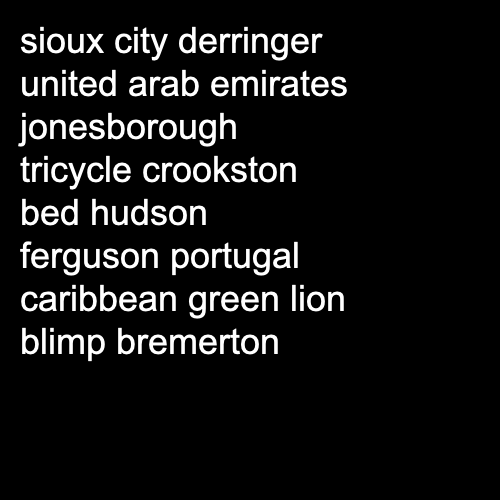 sioux city derringer
united arab emirates
jonesborough
tricycle crookston
bed hudson
ferguson portugal
caribbean green lion
blimp bremerton